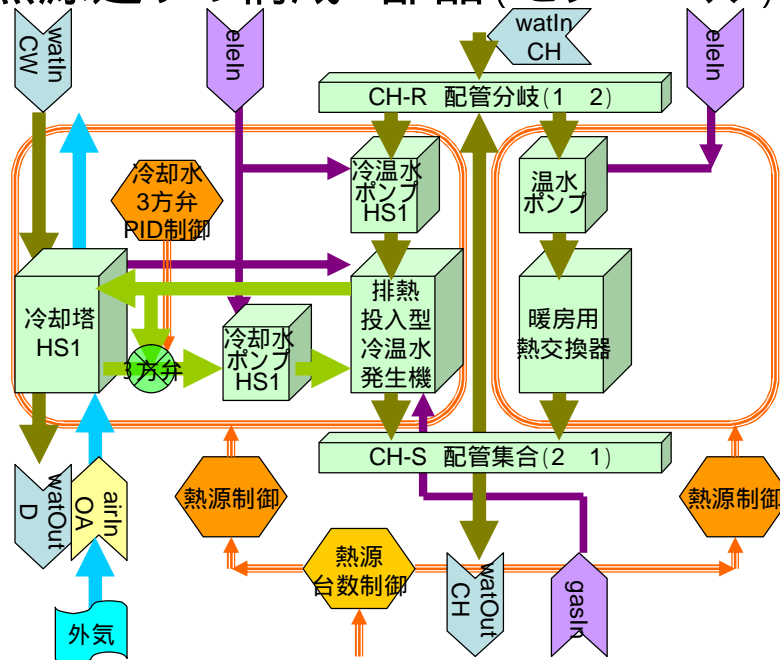 watIn
CW
eleIn
watIn
CH
eleIn
CH-R 配管分岐(1 2)
冷却水
3方弁
PID制御
冷温水
ポンプ
HS1
温水
ポンプ
冷却塔
HS1
3方弁
冷却水
ポンプ
HS1
排熱
投入型
冷温水
発生機
暖房用
熱交換器
CH-S 配管集合(2 1)
watOut
D
airIn
OA
熱源制御
熱源
台数制御
watOut
CH
gasIn
熱源制御
外気